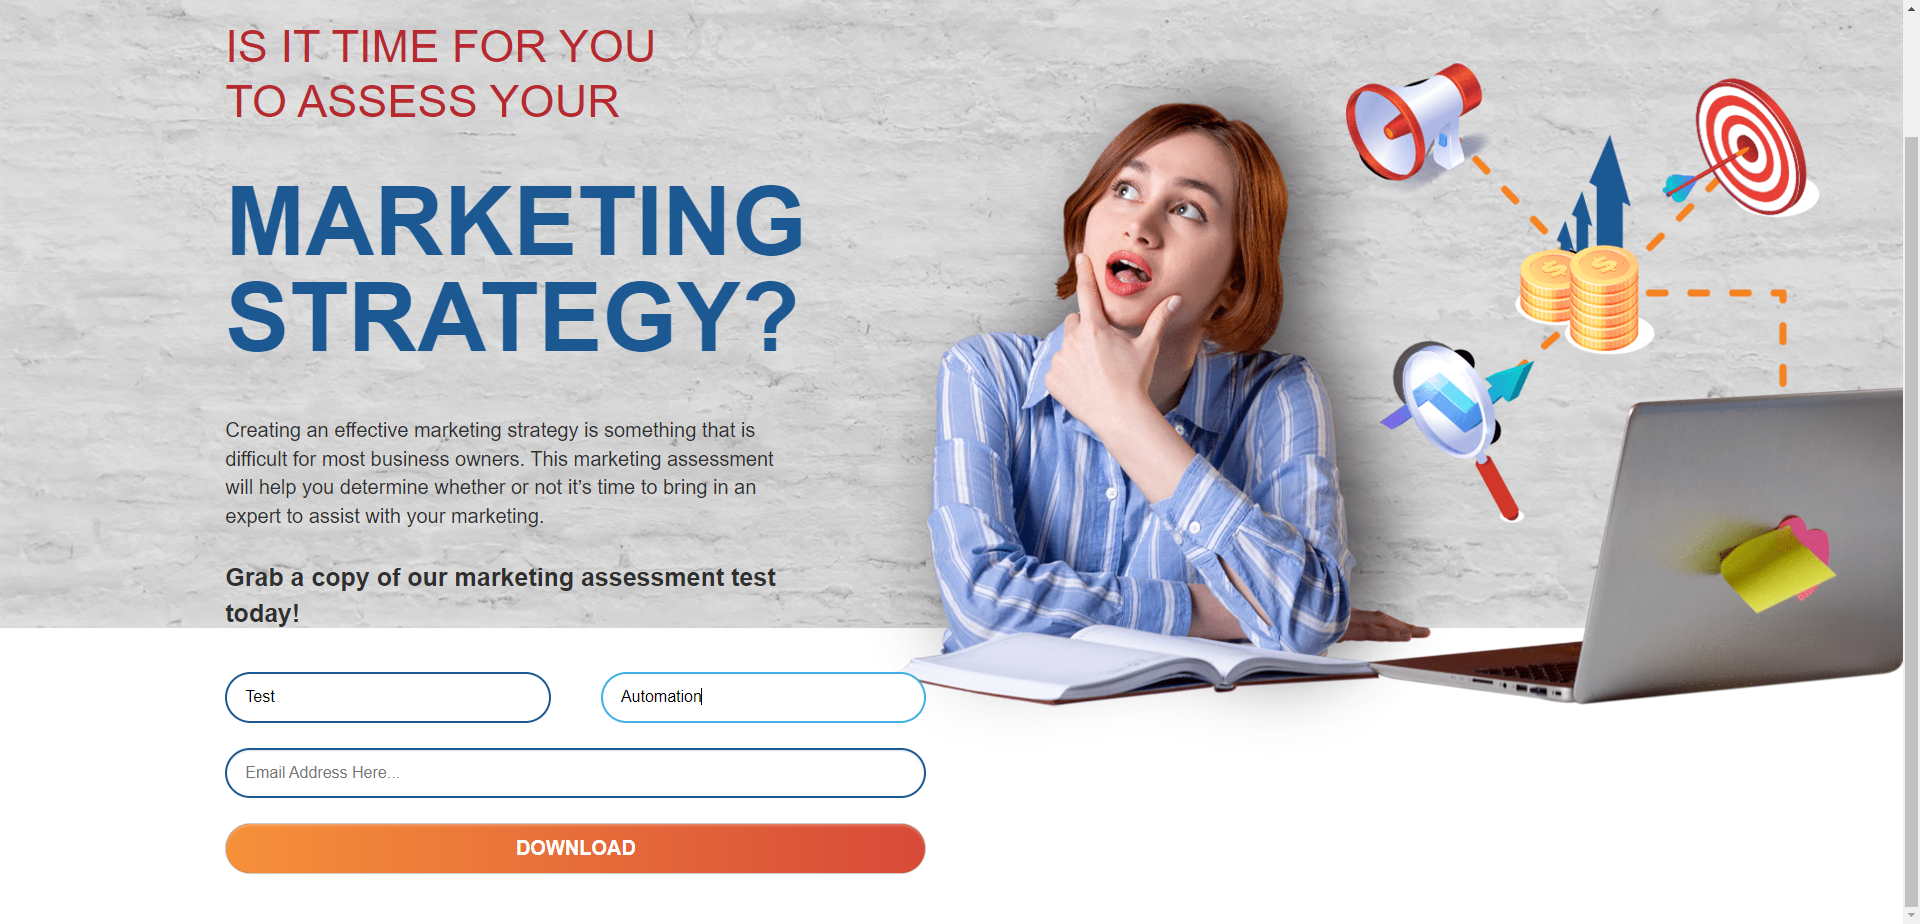 IS IT TIME FOR YOU
TO ASSESS YOUR
MARKETING
STRATEGY?
Creating an effective marketing strategy is something that is
difficult for most business owners. This marketing assessment
will help you determine whether or not it’s time to bring in an
expert to assist with your marketing.
Grab a copy of our marketing assessment test
today!
Test
Automation
Email Address Here...
DOWNLOAD